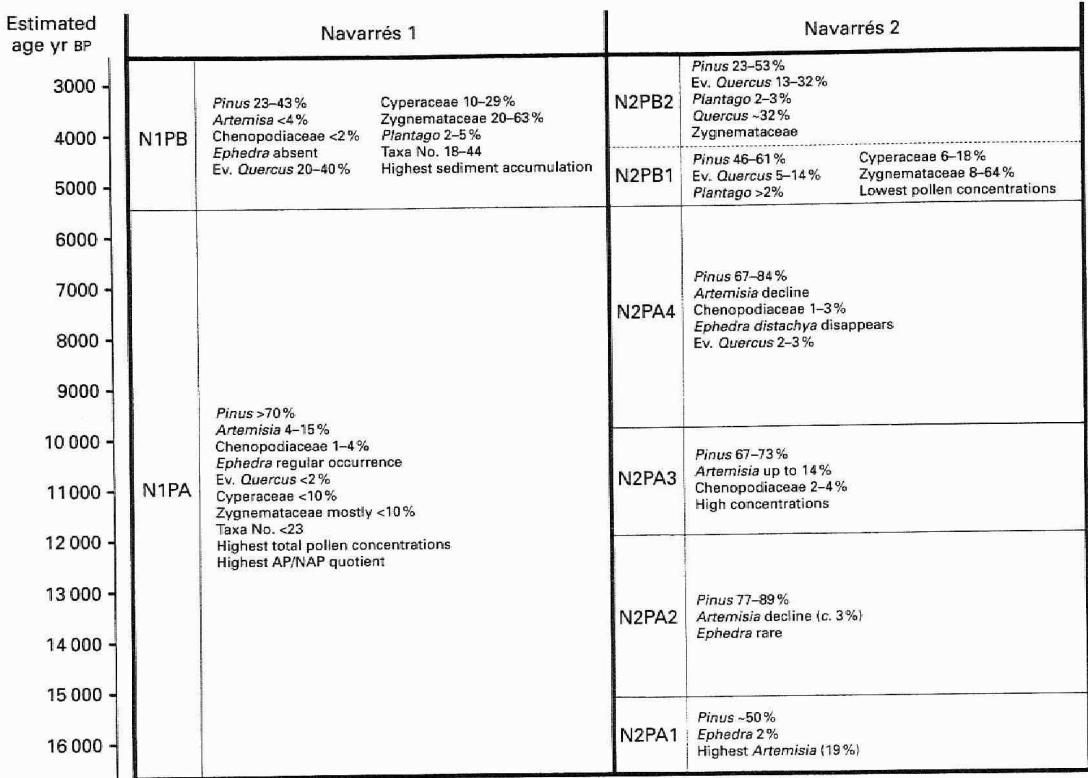 Estimated
age yr BP
Navarrés 1
Navarrés 2
3000
4000
5000
6000
7000
8000
9000
10 000
11 000
12 000
13 000
14 000
15 000
16 000
N1PB
Pinus 23–43%
Artemisa <4%
Chenopodiaceae <2%
Ephedra absent
Ev. Quercus 20–40%
Cyperaceae 10–29%
Zygnemataceae 20–63%
Plantago 2–5%
Taxa No. 18–44
Highest sediment accumulation
N1PA
Pinus >70%
Artemisia 4–15%
Chenopodiaceae 1–4%
Ephedra regular occurrence
Ev. Quercus <2%
Cyperaceae <10%
Zygnemataceae mostly <10%
Taxa No. <23
Highest total pollen concentrations
Highest AP/NAP quotient
N2PB2
Pinus 23–53%
Ev. Quercus 13–32%
Plantago 2–3%
Quercus ~32%
Zygnemataceae
N2PB1
Pinus 46–61%
Ev. Quercus 5–14%
Plantago >2%
Cyperaceae 6–18%
Zygnemataceae 8–64%
Lowest pollen concentrations
N2PA4
Pinus 67–84%
Artemisia decline
Chenopodiaceae 1–3%
Ephedra distachya disappears
Ev. Quercus 2–3%
N2PA3
Pinus 67–73%
Artemisia up to 14%
Chenopodiaceae 2–4%
High concentrations
N2PA2
Pinus 77–89%
Artemisia decline (c. 3%)
Ephedra rare
N2PA1
Pinus ~50%
Ephedra 2%
Highest Artemisia (19%)